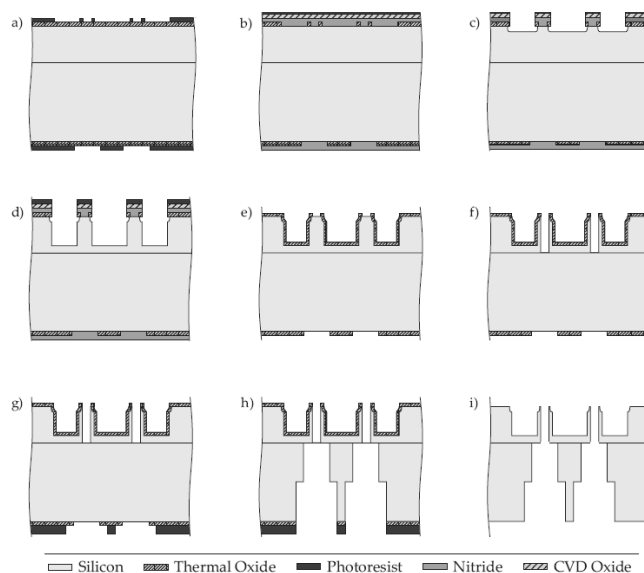 a) b) c)
d) e) f)
g) h) i)
Silicon Thermal Oxide Photoresist Nitride CVD Oxide